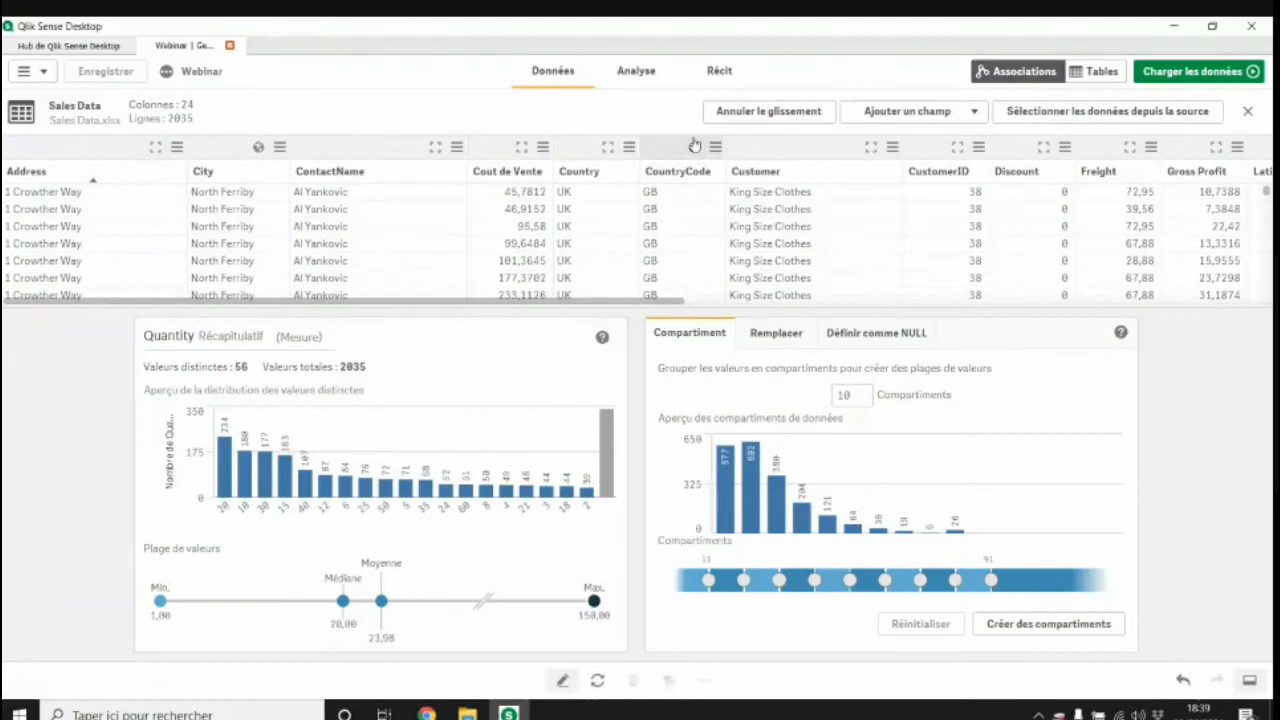 Qlik Sense Desktop
Hub de Qlik Sense Desktop
Webinar | Ge...
Enregistrer
Webinar
Données
Analyse
Récit
Associations
Tables
Charger les données
Sales Data
Sales Data.xlsx
Colonnes : 24
Lignes : 2035
Annuler le glissement
Ajouter un champ
Sélectionner les données depuis la source
Address City ContactName Cout de Vente Country CountryCode Customer CustomerID Discount Freight Gross Profit Lati
1 Crowther Way North Ferriby Al Yankovic 45,7812 UK GB King Size Clothes 38 0 72,95 10,7388
1 Crowther Way North Ferriby Al Yankovic 46,9152 UK GB King Size Clothes 38 0 39,56 7,3848
1 Crowther Way North Ferriby Al Yankovic 95,58 UK GB King Size Clothes 38 0 72,95 22,42
1 Crowther Way North Ferriby Al Yankovic 99,6484 UK GB King Size Clothes 38 0 67,88 13,3316
1 Crowther Way North Ferriby Al Yankovic 101,3645 UK GB King Size Clothes 38 0 28,88 15,9555
1 Crowther Way North Ferriby Al Yankovic 177,3702 UK GB King Size Clothes 38 0 67,88 23,7298
1 Crowther Way North Ferriby Al Yankovic 233,1126 UK GB King Size Clothes 38 0 67,88 31,1874
Quantity Récapitulatif (Mesure)
Valeurs distinctes : 56 Valeurs totales : 2035
Aperçu de la distribution des valeurs distinctes
Nombre de Qua...
350
175
0
234 180 177 163 107 87 84 76 72 71 68 52 51 50 49 46 44 44 39
20 10 30 15 40 12 6 25 50 5 35 24 60 8 4 21 3 18 2
Plage de valeurs
Moyenne
Médiane
Min.
Max.
1,00
20,00
150,00
23,98
Compartiment
Remplacer
Définir comme NULL
Grouper les valeurs en compartiments pour créer des plages de valeurs
10 Compartiments
Aperçu des compartiments de données
650
325
0
577 602 380 204 121 64 36 19 6 26
Compartiments
11 91
Réinitialiser
Créer des compartiments
Taper ici pour rechercher
18:39